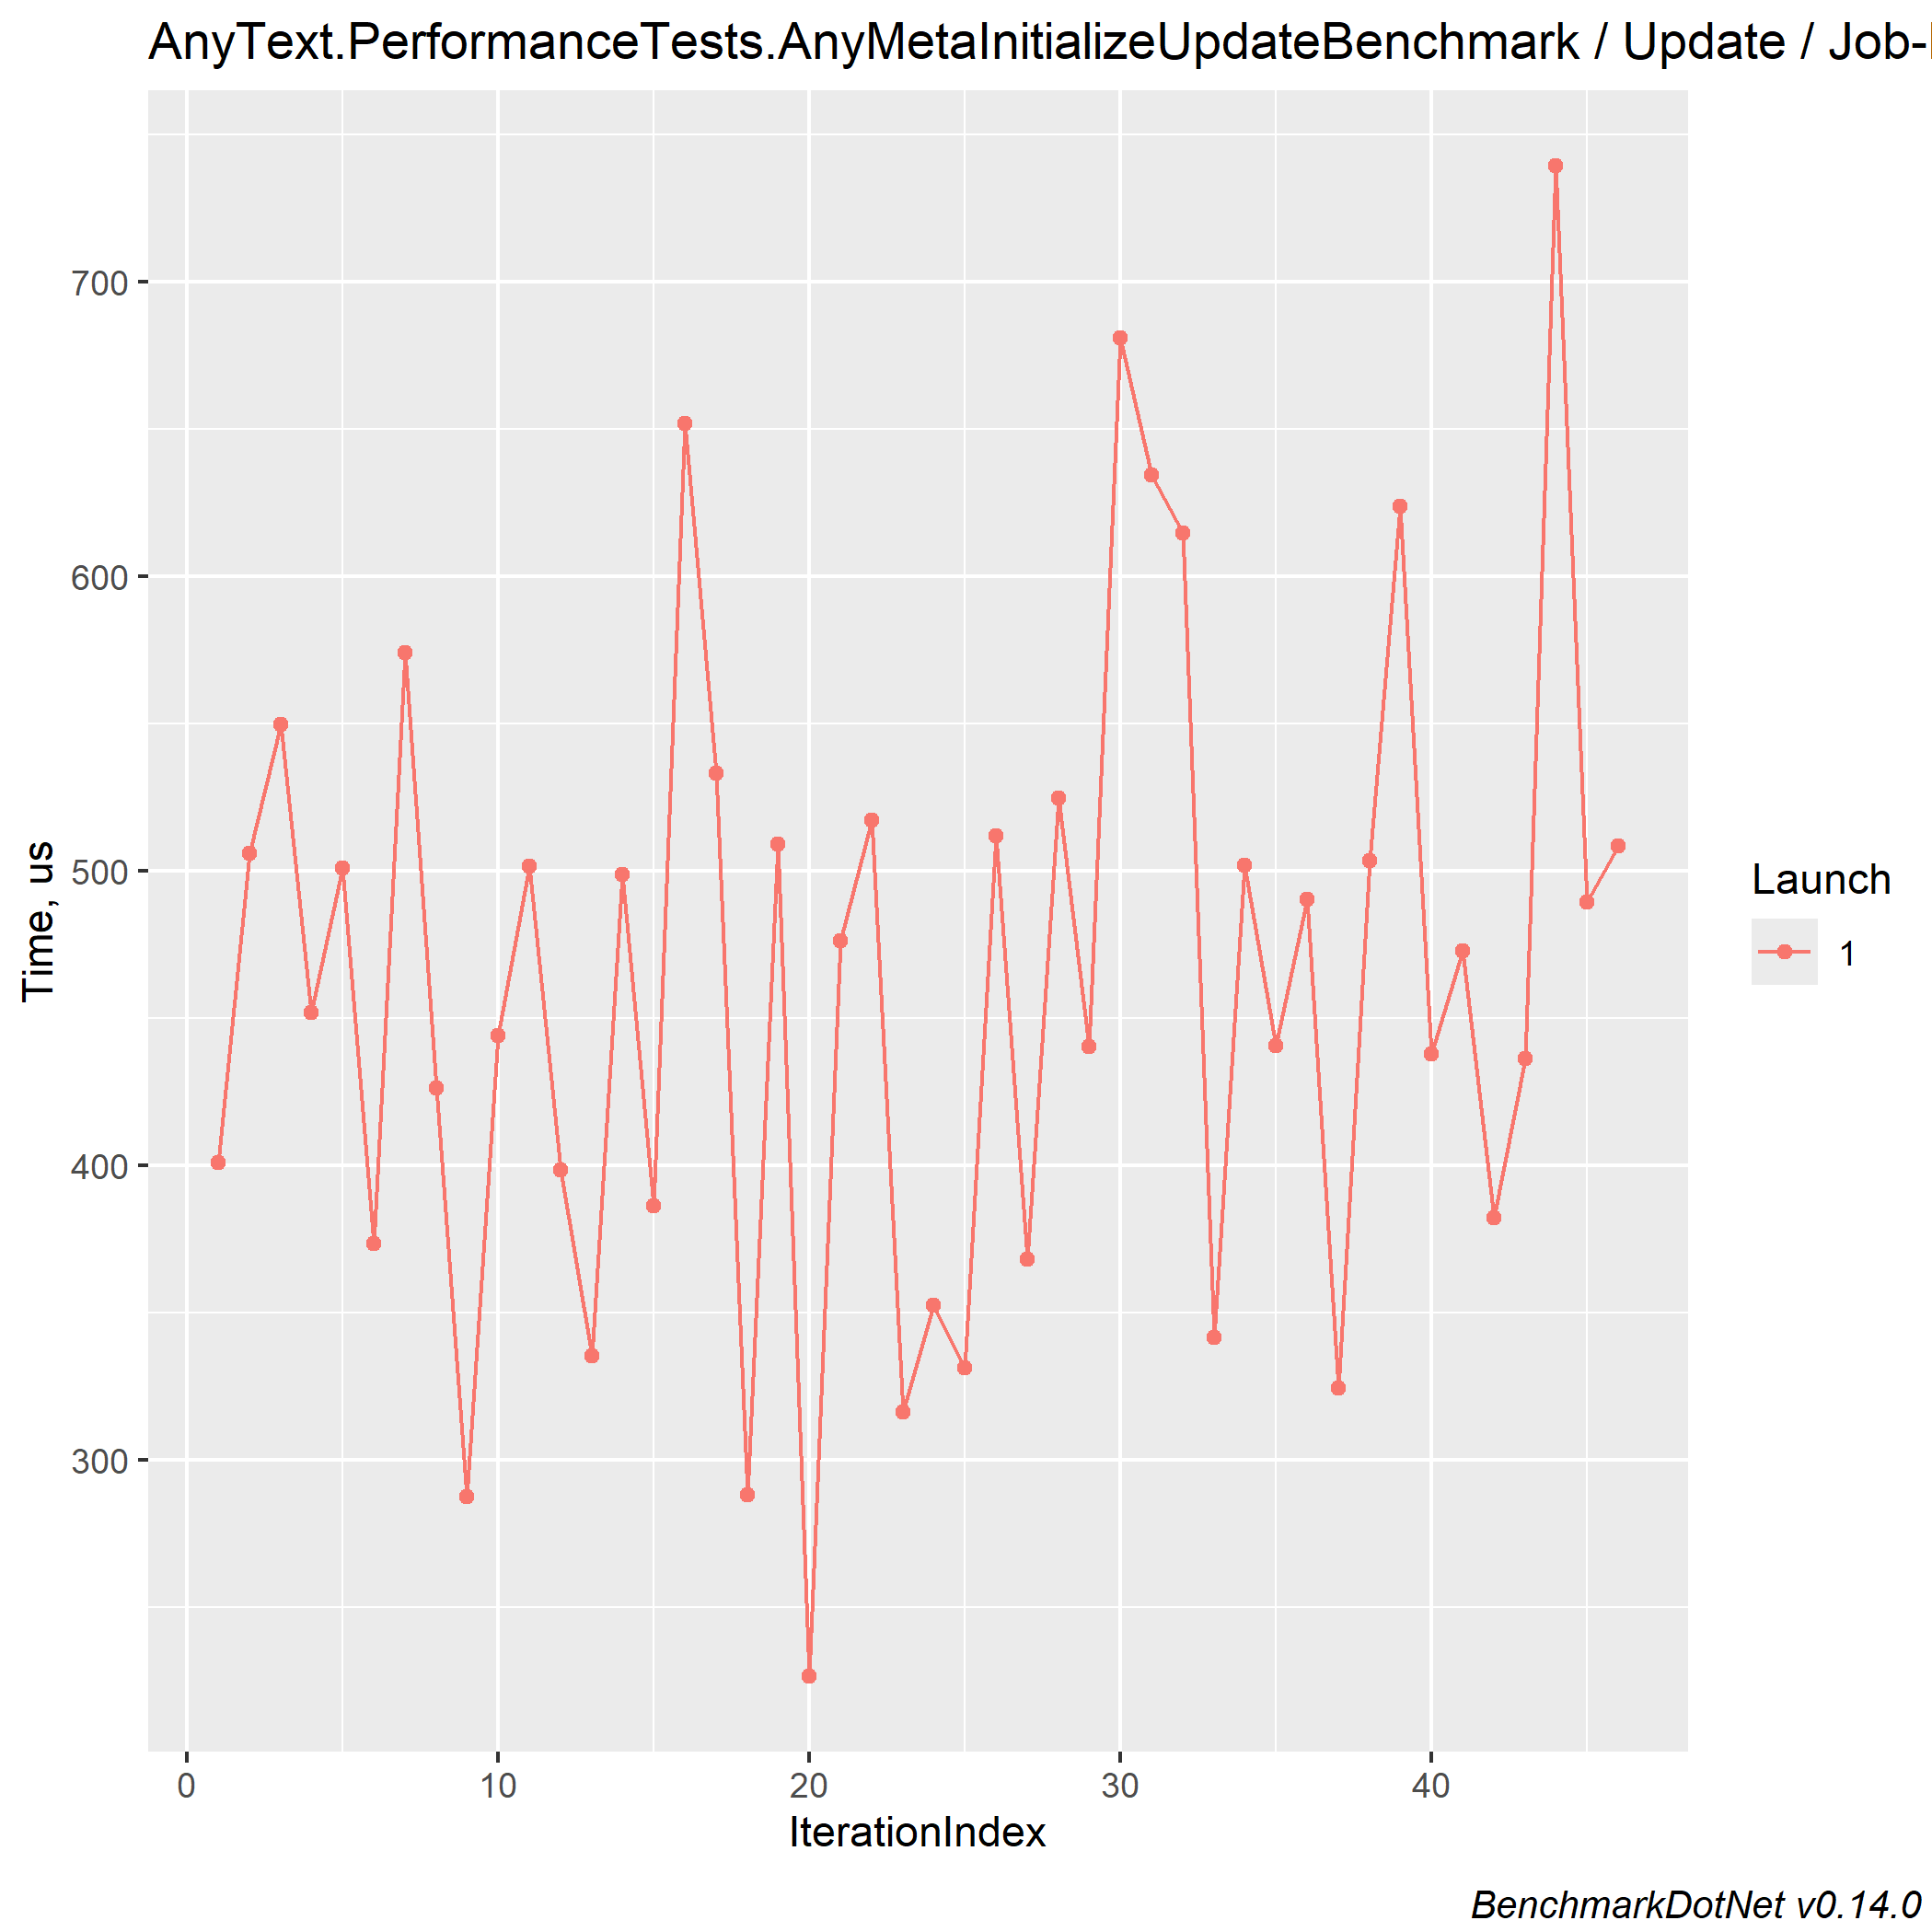 AnyText.PerformanceTests.AnyMetaInitializeUpdateBenchmark / Update / Job-
700
600
500
400
300
Time, us
0 10 20 30 40
IterationIndex
Launch
1
BenchmarkDotNet v0.14.0